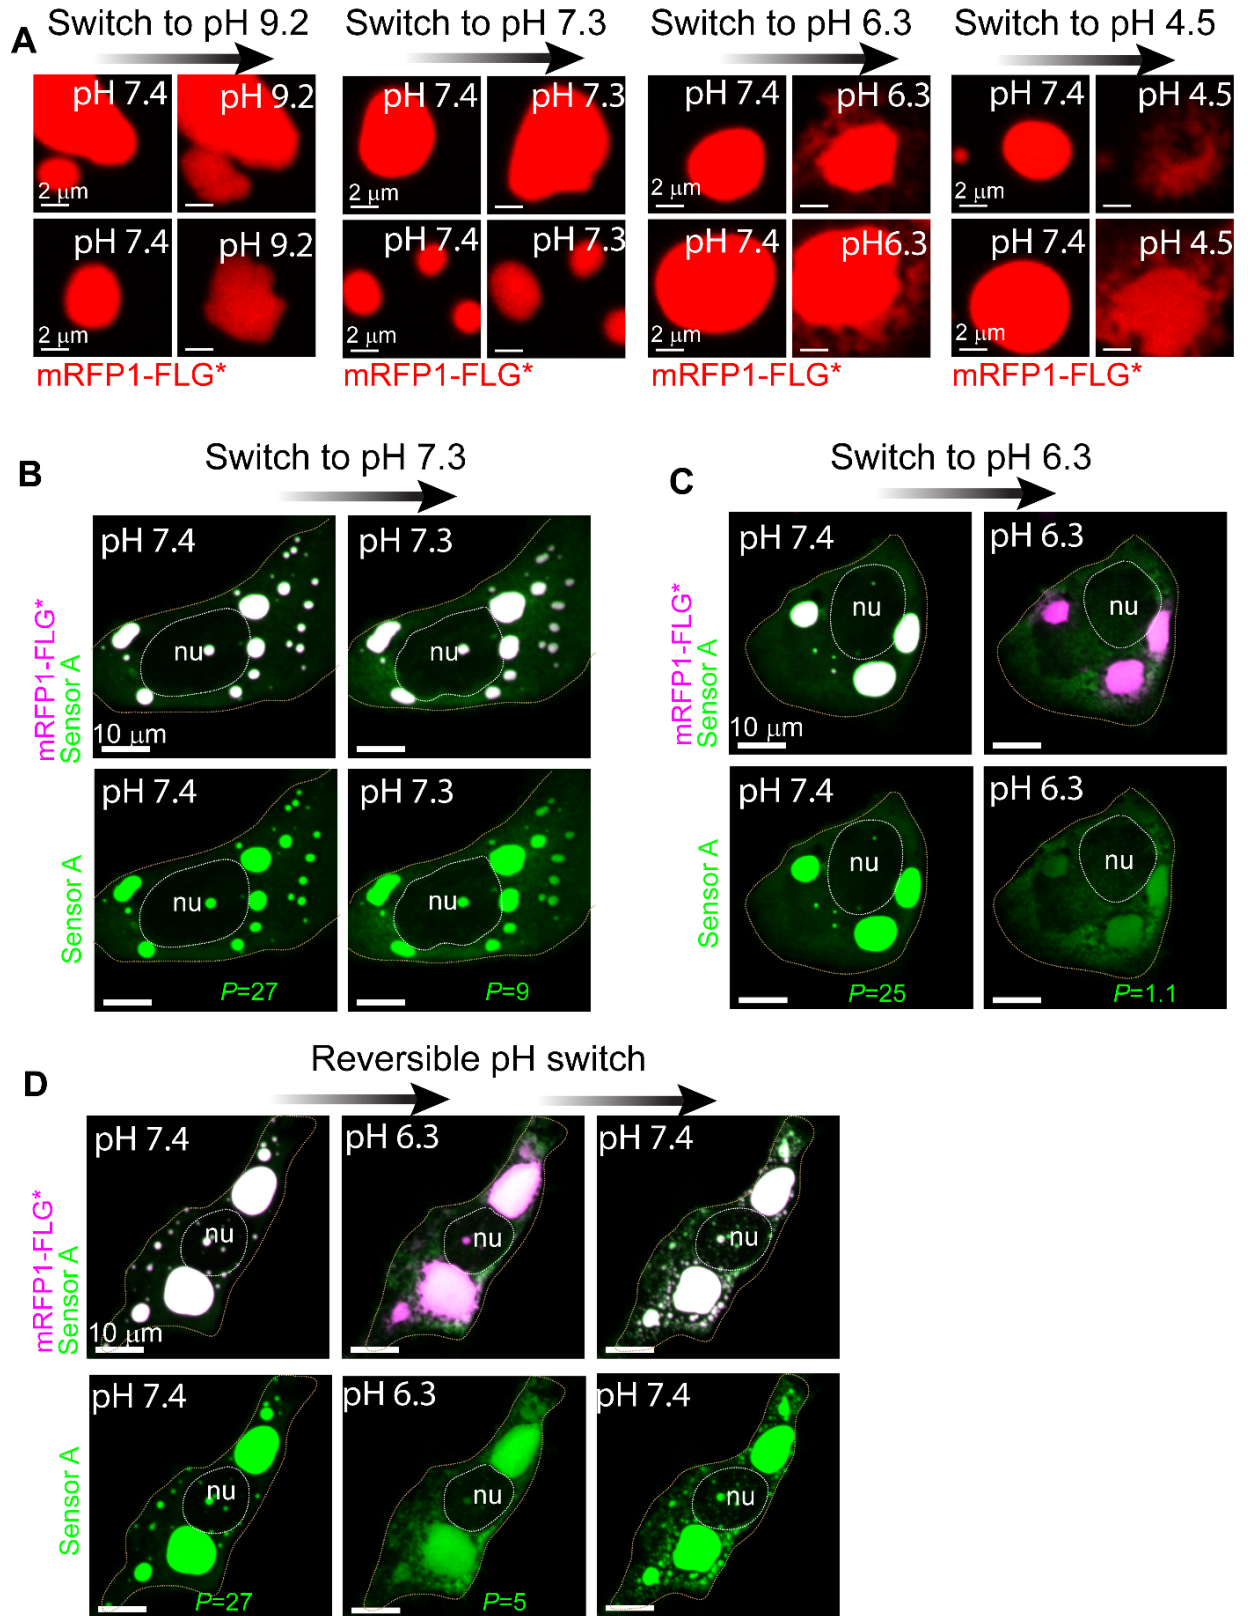 A
Switch to pH 9.2
Switch to pH 7.3
Switch to pH 6.3
Switch to pH 4.5
pH 7.4
pH 9.2
pH 7.4
pH 7.3
pH 7.4
pH 6.3
pH 7.4
pH 4.5
2 μm
2 μm
2 μm
2 μm
pH 7.4
pH 9.2
pH 7.4
pH 7.3
pH 7.4
pH6.3
pH 7.4
pH 4.5
2 μm
2 μm
2 μm
2 μm
mRFP1-FLG*
mRFP1-FLG*
mRFP1-FLG*
mRFP1-FLG*
B
Switch to pH 7.3
mRFP1-FLG*
Sensor A
pH 7.4
nu
10 μm
pH 7.3
nu
Sensor A
pH 7.4
nu
P=27
pH 7.3
nu
P=9
C
Switch to pH 6.3
mRFP1-FLG*
Sensor A
pH 7.4
nu
10 μm
pH 6.3
nu
Sensor A
pH 7.4
nu
P=25
pH 6.3
nu
P=1.1
D
Reversible pH switch
mRFP1-FLG*
Sensor A
pH 7.4
nu
10 μm
pH 6.3
nu
pH 7.4
nu
Sensor A
pH 7.4
nu
P=27
pH 6.3
nu
P=5
pH 7.4
nu